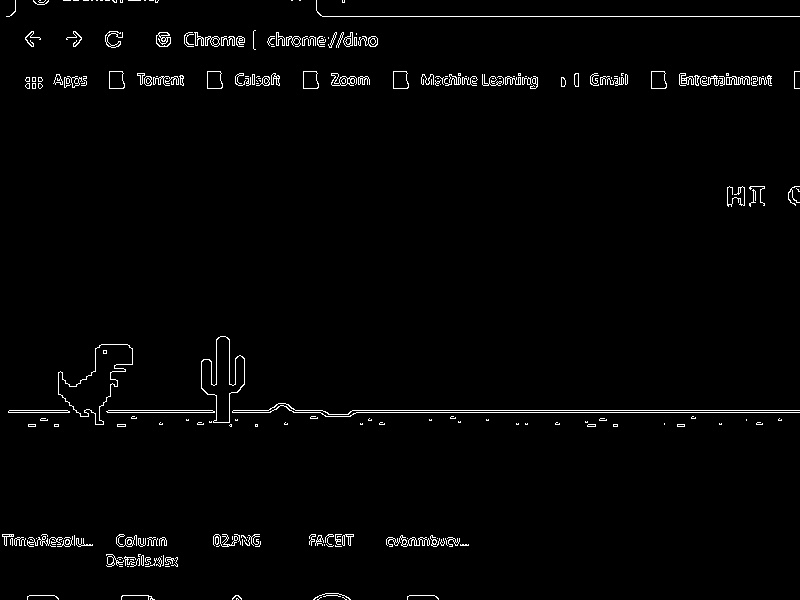 Chrome | chrome://dino
Apps Torrent Calsoft Zoom Machine Learning Gmail Entertainment
HI
TimerResolu... Column 02.PNG FACEIT cvbnmbvcv...
Details.xlsx